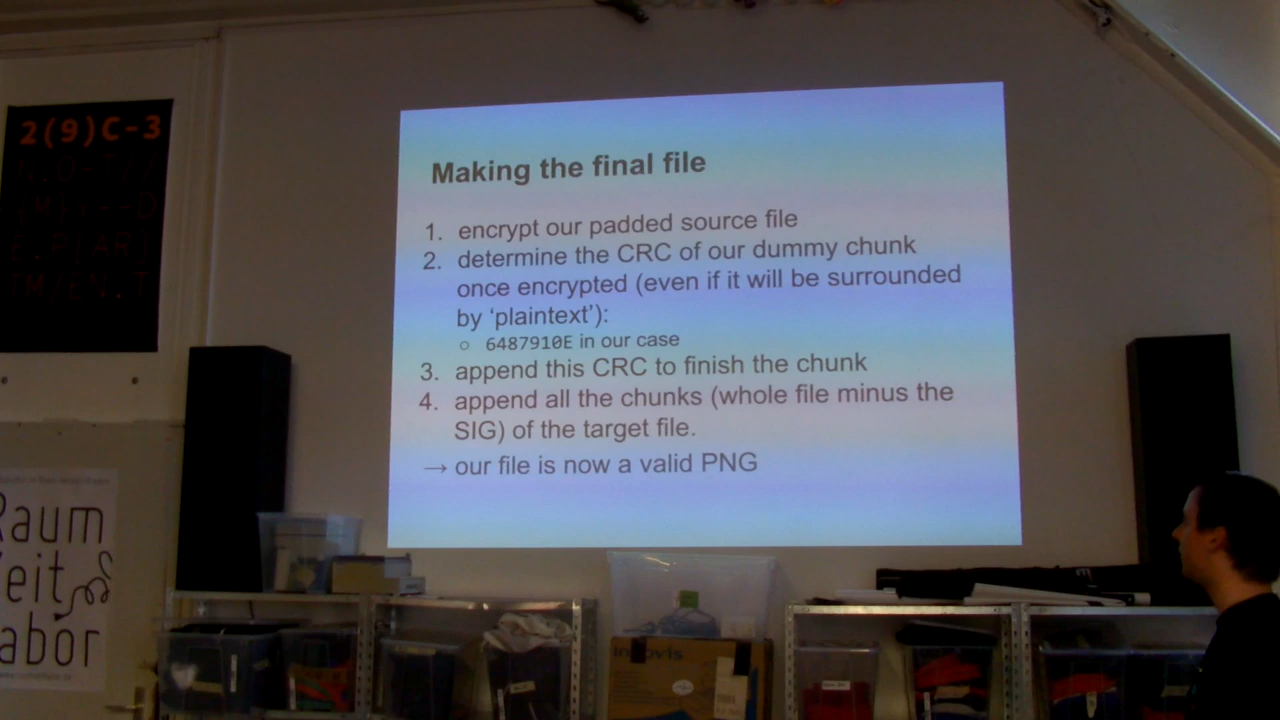 2(9)C-3
Making the final file
1. encrypt our padded source file
2. determine the CRC of our dummy chunk
once encrypted (even if it will be surrounded
by ‘plaintext’):
○ 6487910E in our case
3. append this CRC to finish the chunk
4. append all the chunks (whole file minus the
SIG) of the target file.
→ our file is now a valid PNG
Raum
Zeit
Labor